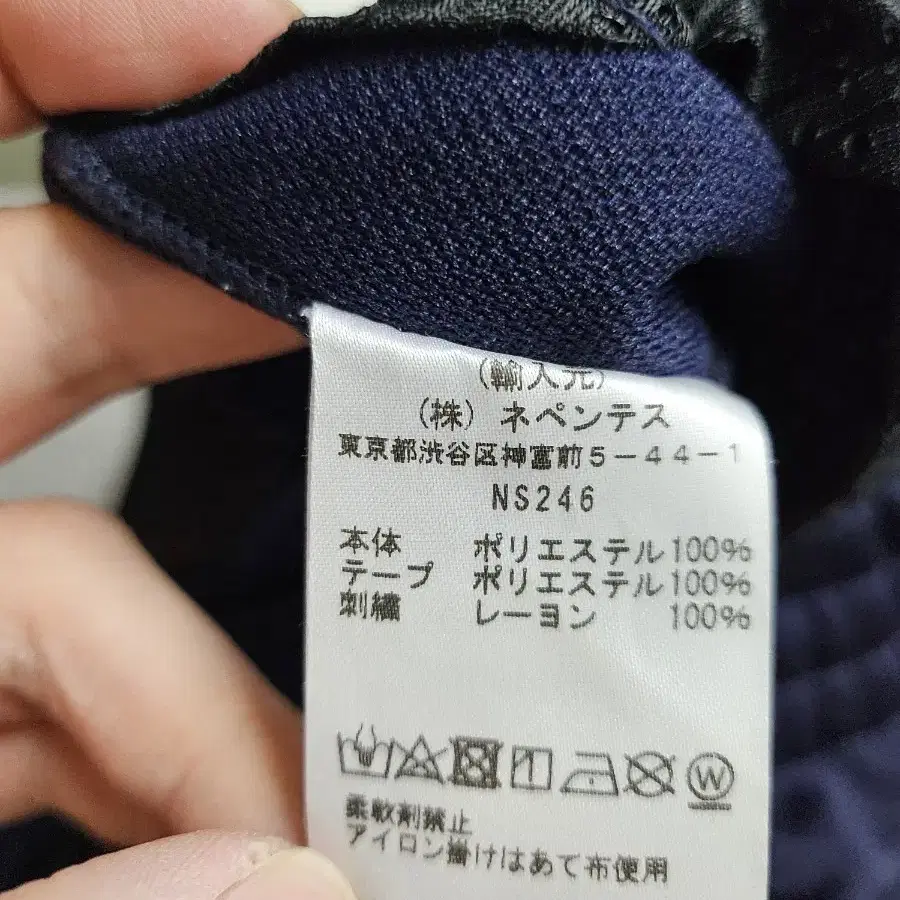 (輸入元)
(株) ネペンテス
東京都渋谷区神宮前5-44-1
NS246
本体 ポリエステル100%
テープ ポリエステル100%
刺繍 レーヨン 100%
W
柔軟剤禁止
アイロン掛けはあて布使用